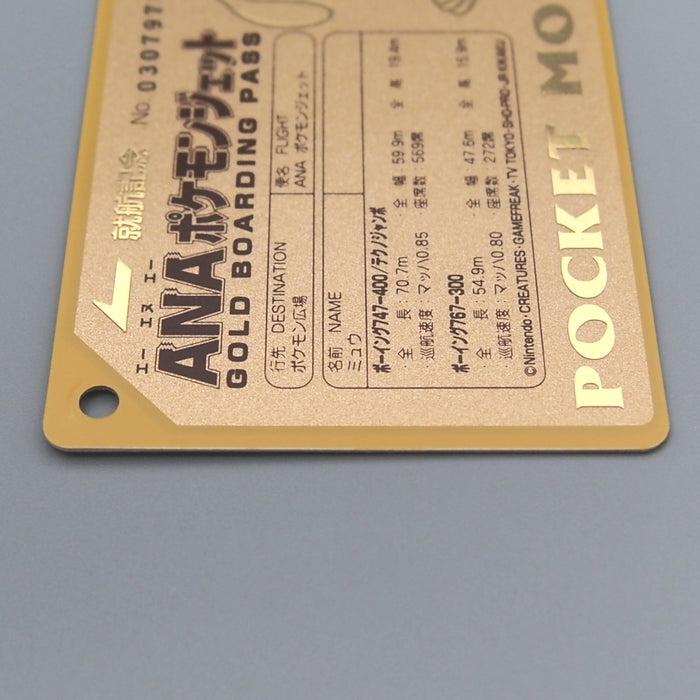 就航記念 No. 030797
エー エヌ エー
ANAポケモンジェット
GOLD BOARDING PASS
行先 DESTINATION
ポケモン広場
便名 FLIGHT
ANA ポケモンジェット
名前 NAME
ミュウ
ボーイング747-400/テクノジャンボ
全 長：70.7m 全 幅：59.9m 全 高：19.4m
巡航速度：マッハ0.85 座席数：569席
ボーイング767-300
全 長：54.9m 全 幅：47.6m 全 高：15.9m
巡航速度：マッハ0.80 座席数：272席
©Nintendo・CREATURES・GAMEFREAK・TV TOKYO・SHO-PRO・JR KIKAKU
POCKET MO